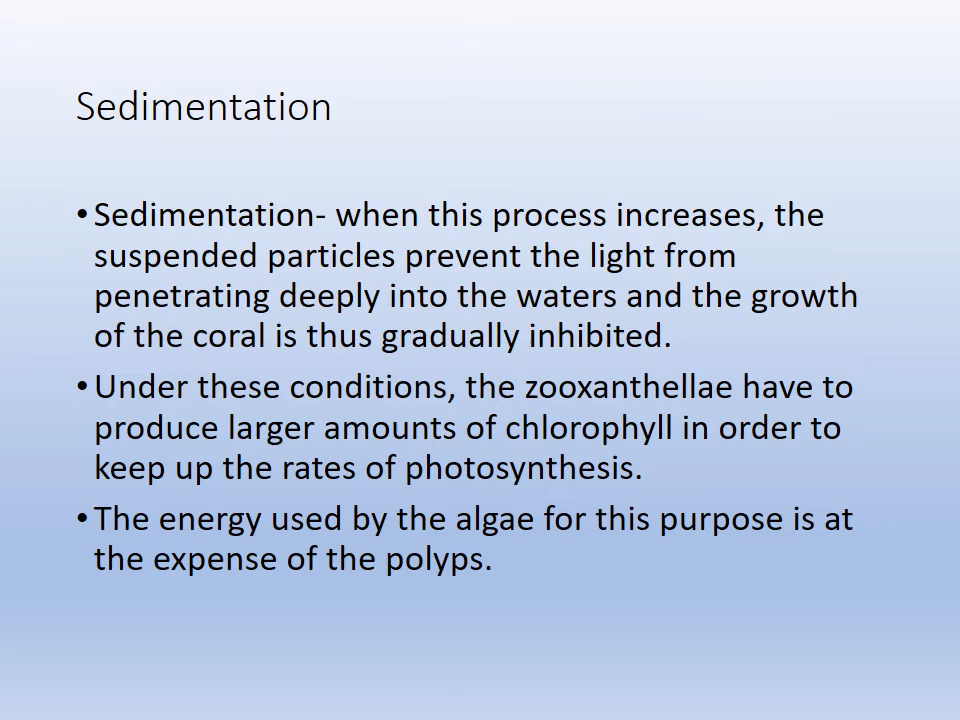 Sedimentation
•Sedimentation- when this process increases, the
suspended particles prevent the light from
penetrating deeply into the waters and the growth
of the coral is thus gradually inhibited.
•Under these conditions, the zooxanthellae have to
produce larger amounts of chlorophyll in order to
keep up the rates of photosynthesis.
•The energy used by the algae for this purpose is at
the expense of the polyps.